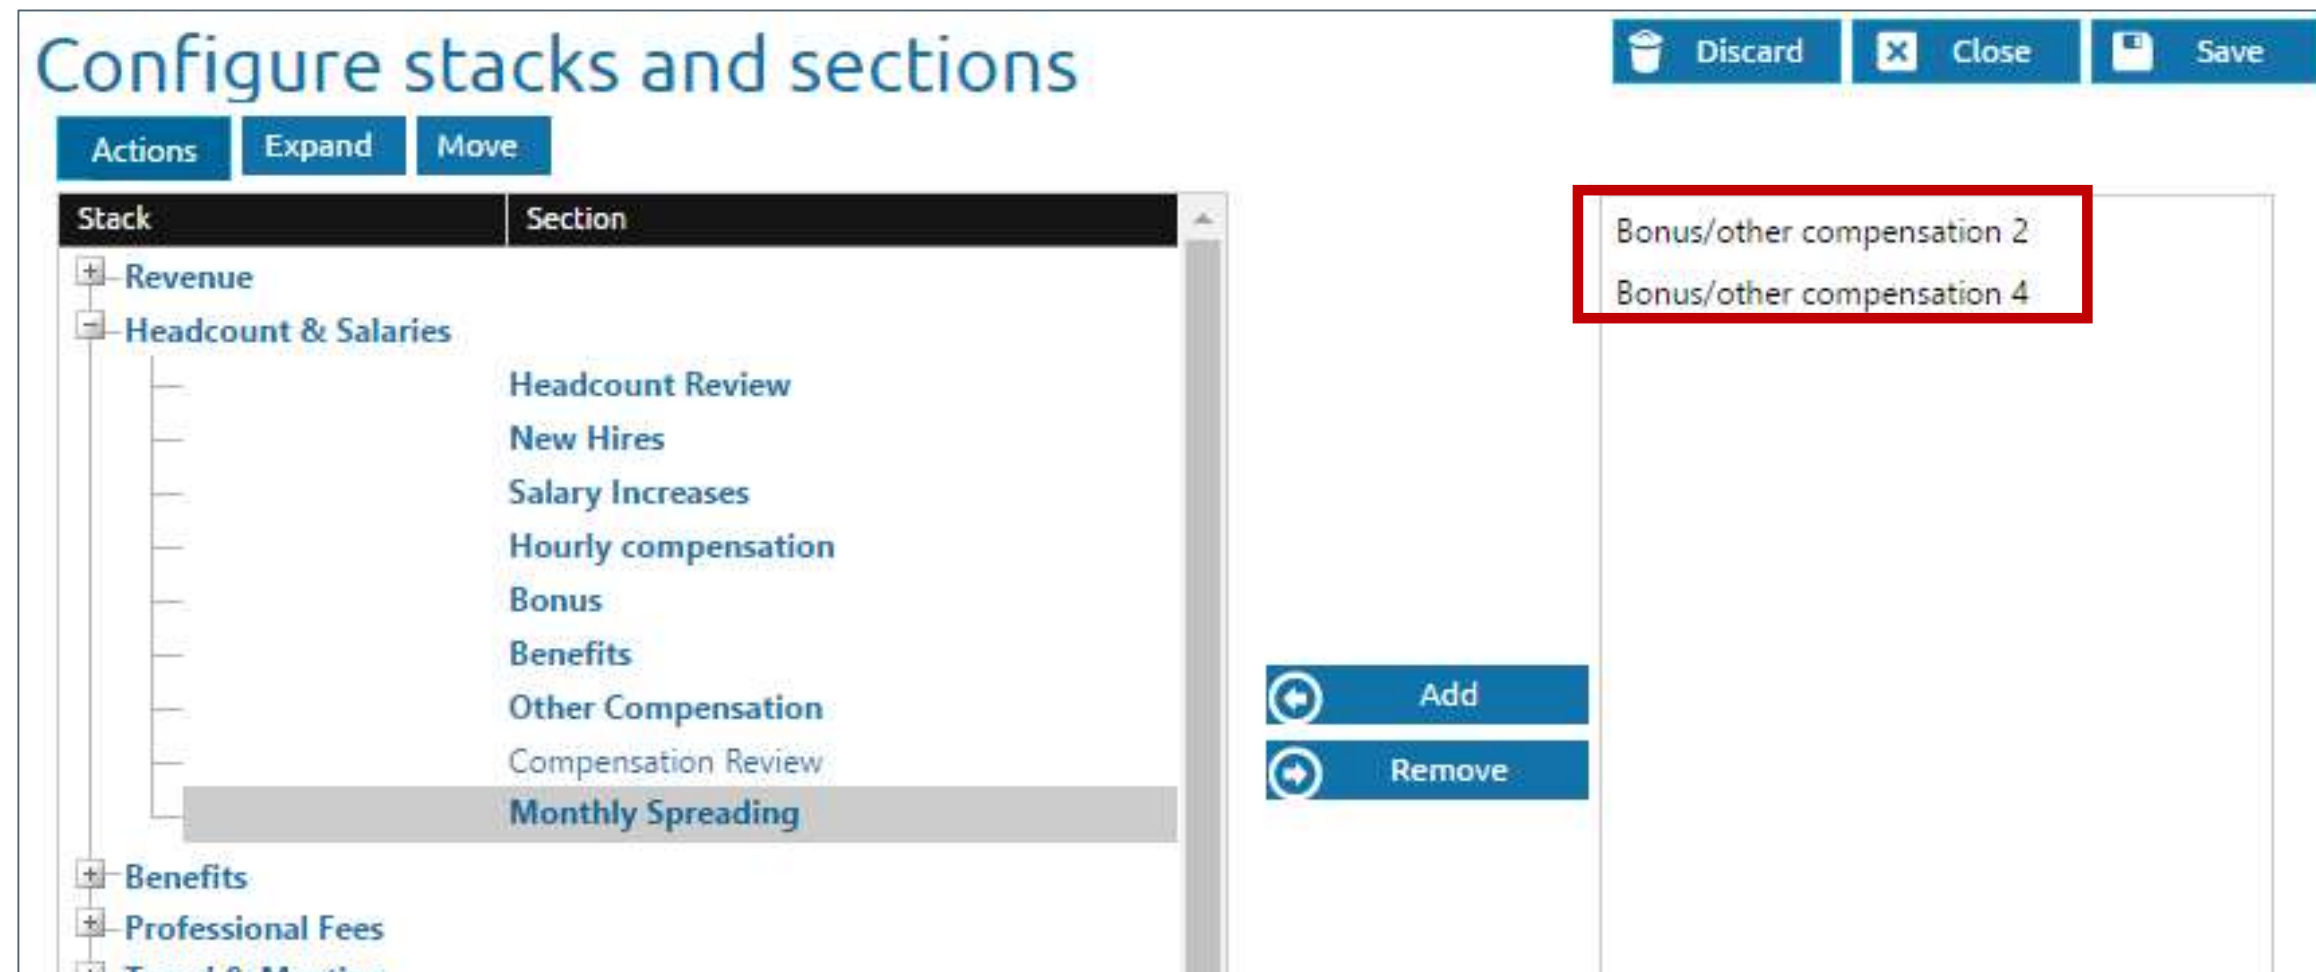 Configure stacks and sections
Discard
Close
Save
Actions
Expand
Move
Stack
Section
Revenue
Headcount & Salaries
Headcount Review
New Hires
Salary Increases
Hourly compensation
Bonus
Benefits
Other Compensation
Compensation Review
Monthly Spreading
Benefits
Professional Fees
Add
Remove
Bonus/other compensation 2
Bonus/other compensation 4